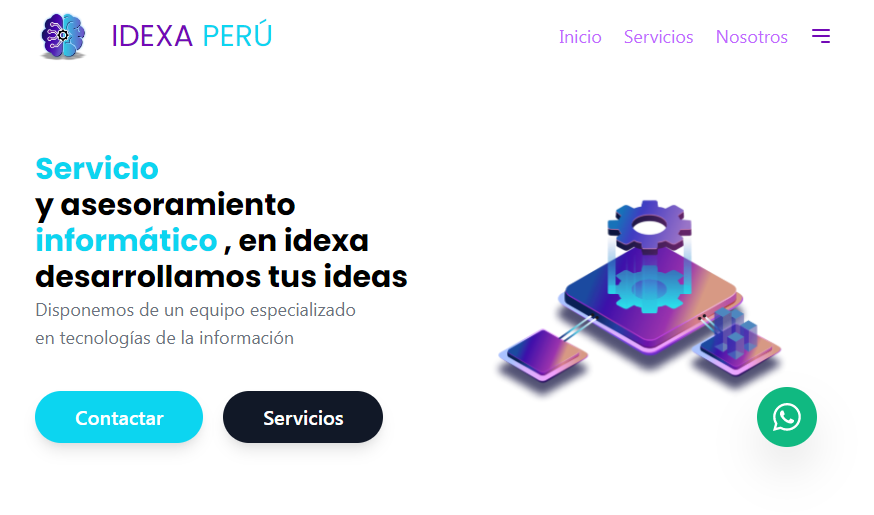 IDEXA PERÚ
Inicio Servicios Nosotros
Servicio
y asesoramiento
informático , en idexa
desarrollamos tus ideas
Disponemos de un equipo especializado
en tecnologías de la información
Contactar Servicios